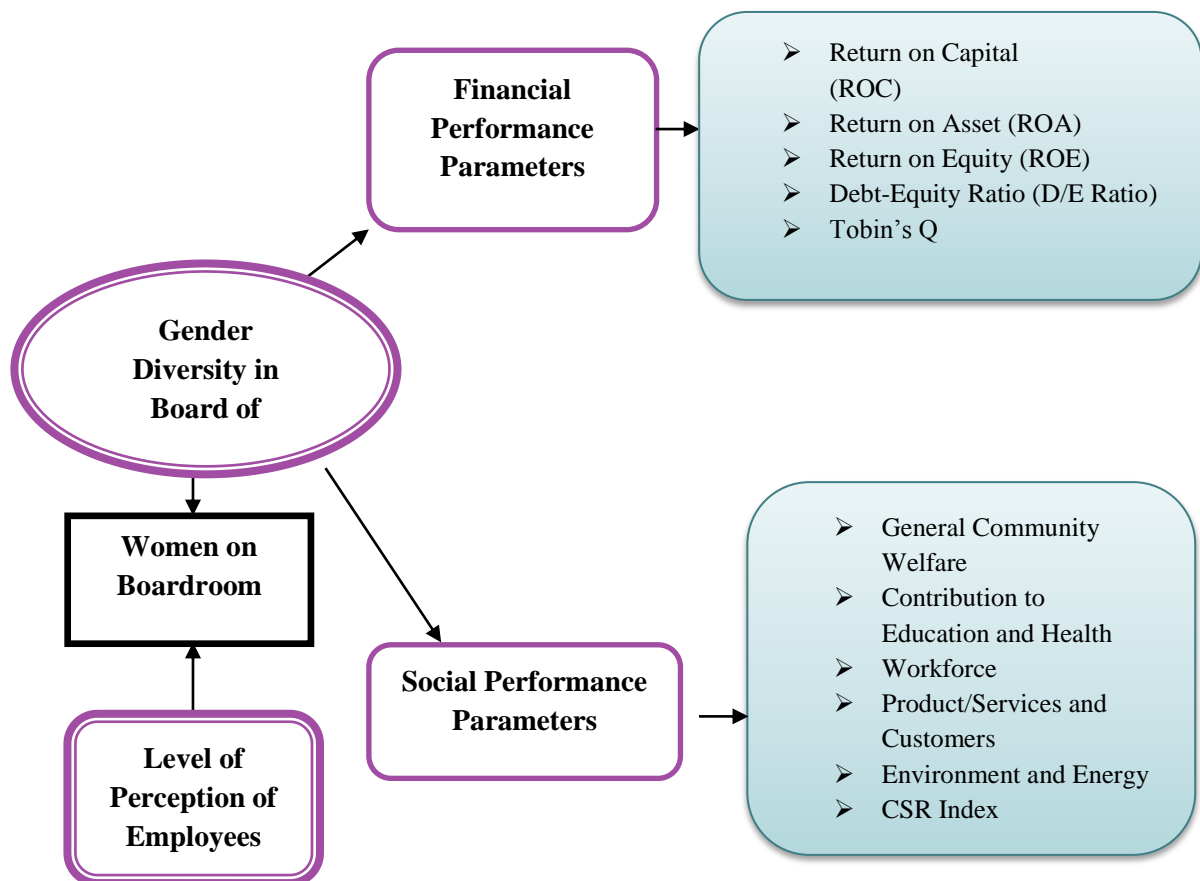 Financial
Performance
Parameters
Return on Capital
(ROC)
Return on Asset (ROA)
Return on Equity (ROE)
Debt-Equity Ratio (D/E Ratio)
Tobin’s Q
Gender
Diversity in
Board of
Women on
Boardroom
Level of
Perception of
Employees
Social Performance
Parameters
General Community
Welfare
Contribution to
Education and Health
Workforce
Product/Services and
Customers
Environment and Energy
CSR Index